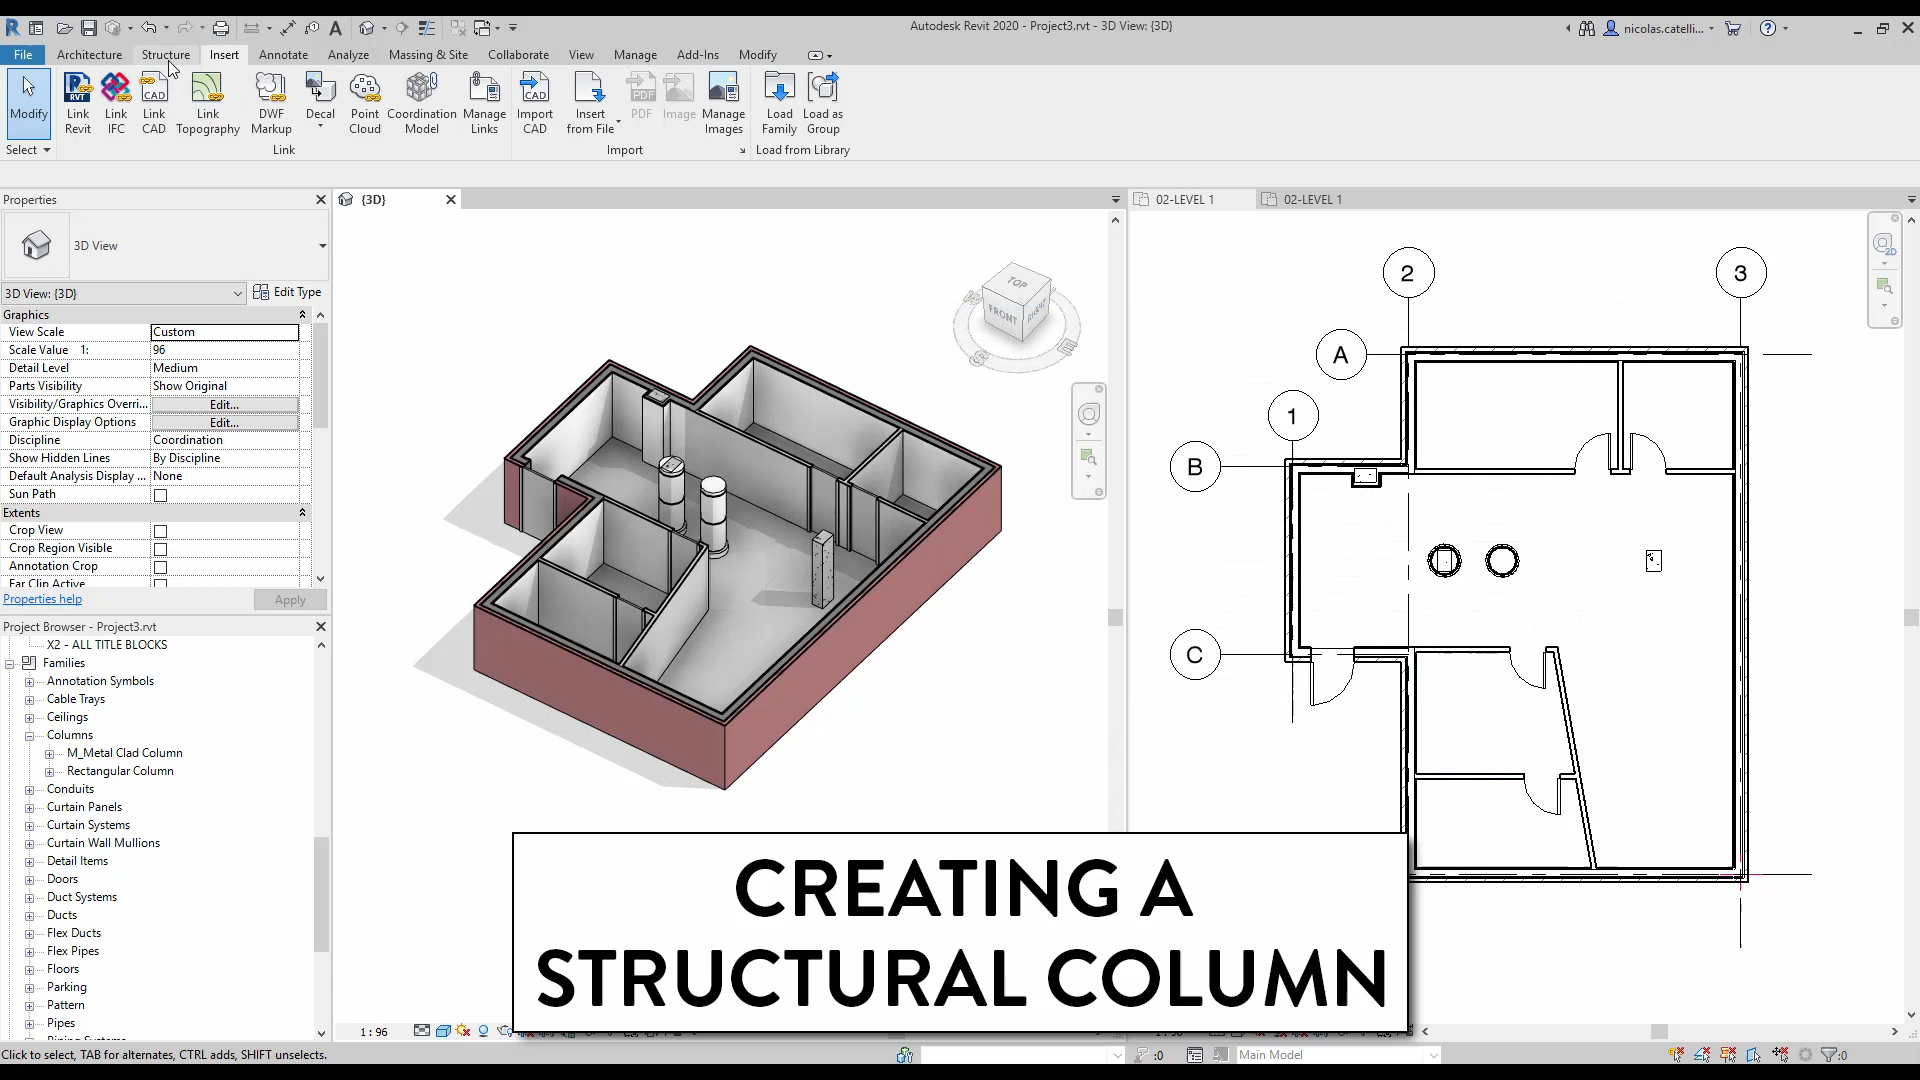 Autodesk Revit 2020 - Project3.rvt - 3D View: {3D}
nicolas.catelli...
File Architecture Structure Insert Annotate Analyze Massing & Site Collaborate View Manage Add-Ins Modify
Modify
Link Revit
Link IFC
Link CAD
Link Topography
DWF Markup
Decal
Point Cloud
Coordination Model
Manage Links
Import CAD
Insert from File
PDF
Image
Manage Images
Load Family
Load as Group
Select
Link
Import
Load from Library
Properties
3D View
3D View: {3D}
Edit Type
Graphics
View Scale Custom
Scale Value 1: 96
Detail Level Medium
Parts Visibility Show Original
Visibility/Graphics Overri... Edit...
Graphic Display Options Edit...
Discipline Coordination
Show Hidden Lines By Discipline
Default Analysis Display ... None
Sun Path
Extents
Crop View
Crop Region Visible
Annotation Crop
Far Clip Active
Properties help
Apply
Project Browser - Project3.rvt
X2 - ALL TITLE BLOCKS
Families
Annotation Symbols
Cable Trays
Ceilings
Columns
M_Metal Clad Column
Rectangular Column
Conduits
Curtain Panels
Curtain Systems
Curtain Wall Mullions
Detail Items
Doors
Duct Systems
Ducts
Flex Ducts
Flex Pipes
Floors
Parking
Pattern
Pipes
{3D}
TOP
FRONT
RIGHT
W
S
E
1 : 96
02-LEVEL 1
02-LEVEL 1
2D
2
3
A
1
B
C
CREATING A
STRUCTURAL COLUMN
Click to select, TAB for alternates, CTRL adds, SHIFT unselects.
:0
Main Model
:0